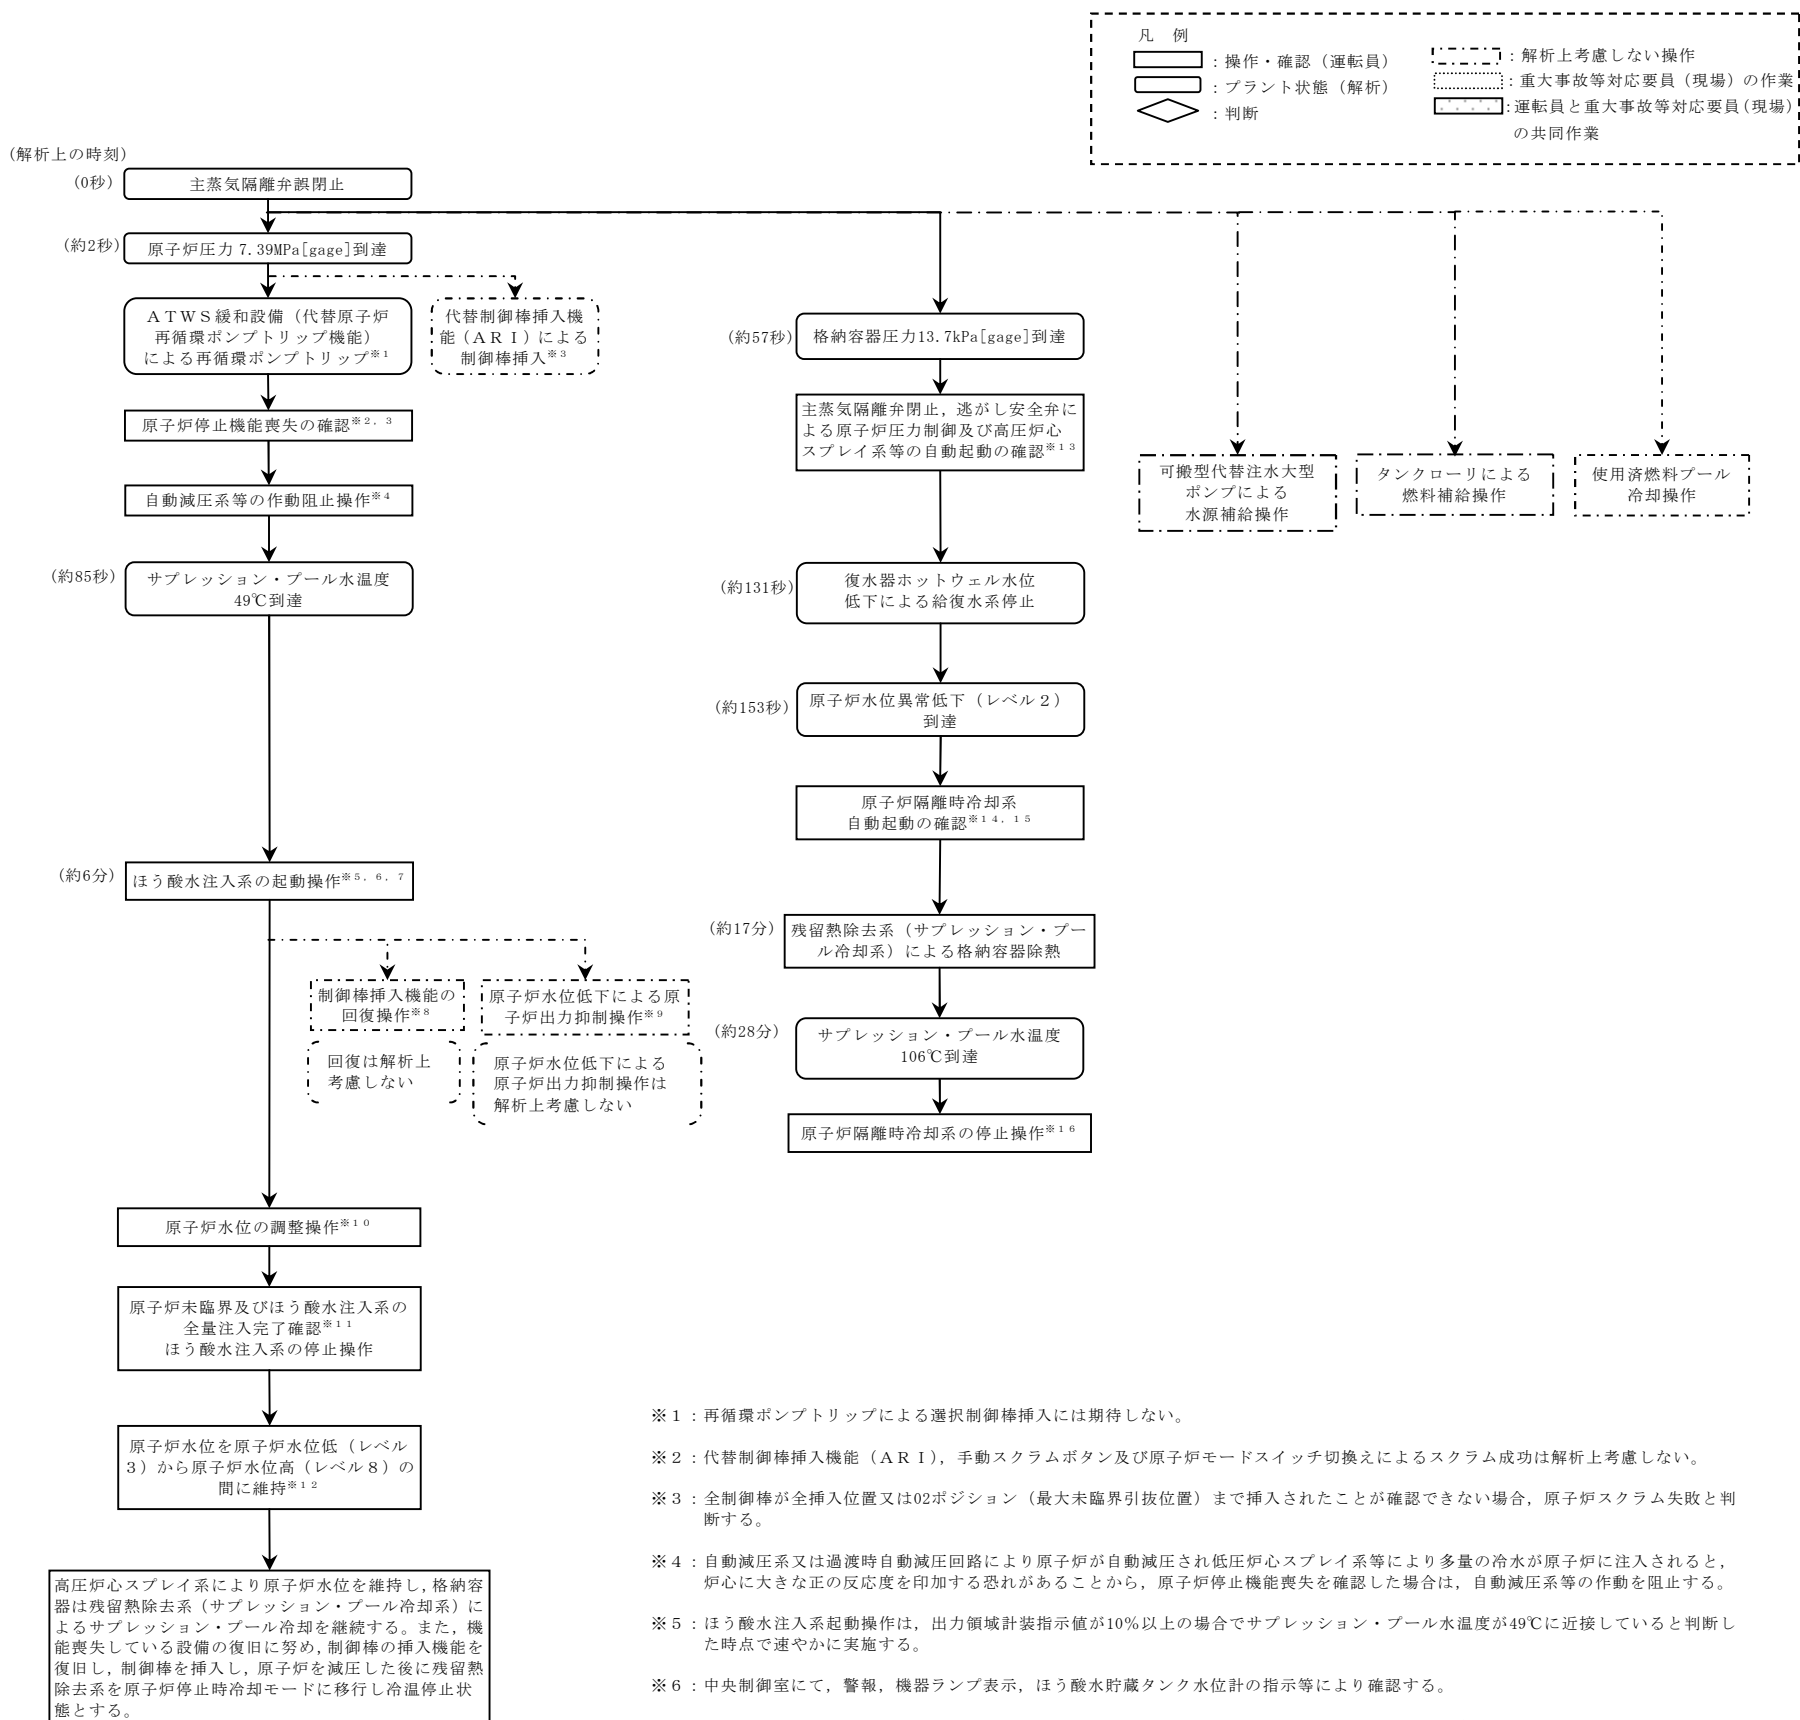 凡　例
：操作・確認（運転員）
：プラント状態（解析）
：判断
：解析上考慮しない操作
：重大事故等対応要員（現場）の作業
：運転員と重大事故等対応要員（現場）
の共同作業
（解析上の時刻）
（0秒）
主蒸気隔離弁誤閉止
（約2秒）
原子炉圧力 7.39MPa[gage]到達
ＡＴＷＳ緩和設備（代替原子炉
再循環ポンプトリップ機能）
による再循環ポンプトリップ※１
代替制御棒挿入機
能（ＡＲＩ）による
制御棒挿入※３
原子炉停止機能喪失の確認※２，３
自動減圧系等の作動阻止操作※４
（約85秒）
サプレッション・プール水温度
49℃到達
（約6分）
ほう酸水注入系の起動操作※５，６，７
制御棒挿入機能の
回復操作※８
回復は解析上
考慮しない
原子炉水位低下による原
子炉出力抑制操作※９
原子炉水位低下による
原子炉出力抑制操作は
解析上考慮しない
原子炉水位の調整操作※１０
原子炉未臨界及びほう酸水注入系の
全量注入完了確認※１１
ほう酸水注入系の停止操作
原子炉水位を原子炉水位低（レベル
３）から原子炉水位高（レベル８）の
間に維持※１２
高圧炉心スプレイ系により原子炉水位を維持し，格納容
器は残留熱除去系（サプレッション・プール冷却系）に
よるサプレッション・プール冷却を継続する。また，機
能喪失している設備の復旧に努め，制御棒の挿入機能を
復旧し，制御棒を挿入し，原子炉を減圧した後に残留熱
除去系を原子炉停止時冷却モードに移行し冷温停止状
態とする。
（約57秒）
格納容器圧力13.7kPa[gage]到達
主蒸気隔離弁閉止，逃がし安全弁に
よる原子炉圧力制御及び高圧炉心
スプレイ系等の自動起動の確認※１３
（約131秒）
復水器ホットウェル水位
低下による給復水系停止
（約153秒）
原子炉水位異常低下（レベル２）
到達
原子炉隔離時冷却系
自動起動の確認※１４，１５
（約17分）
残留熱除去系（サプレッション・プー
ル冷却系）による格納容器除熱
（約28分）
サプレッション・プール水温度
106℃到達
原子炉隔離時冷却系の停止操作※１６
可搬型代替注水大型
ポンプによる
水源補給操作
タンクローリによる
燃料補給操作
使用済燃料プール
冷却操作
※１：再循環ポンプトリップによる選択制御棒挿入には期待しない。
※２：代替制御棒挿入機能（ＡＲＩ），手動スクラムボタン及び原子炉モードスイッチ切換えによるスクラム成功は解析上考慮しない。
※３：全制御棒が全挿入位置又は02ポジション（最大未臨界引抜位置）まで挿入されたことが確認できない場合，原子炉スクラム失敗と判
断する。
※４：自動減圧系又は過渡時自動減圧回路により原子炉が自動減圧され低圧炉心スプレイ系等により多量の冷水が原子炉に注入されると，
炉心に大きな正の反応度を印加する恐れがあることから，原子炉停止機能喪失を確認した場合は，自動減圧系等の作動を阻止する。
※５：ほう酸水注入系起動操作は，出力領域計装指示値が10％以上の場合でサプレッション・プール水温度が49℃に近接していると判断し
た時点で速やかに実施する。
※６：中央制御室にて，警報，機器ランプ表示，ほう酸水貯蔵タンク水位計の指示等により確認する。